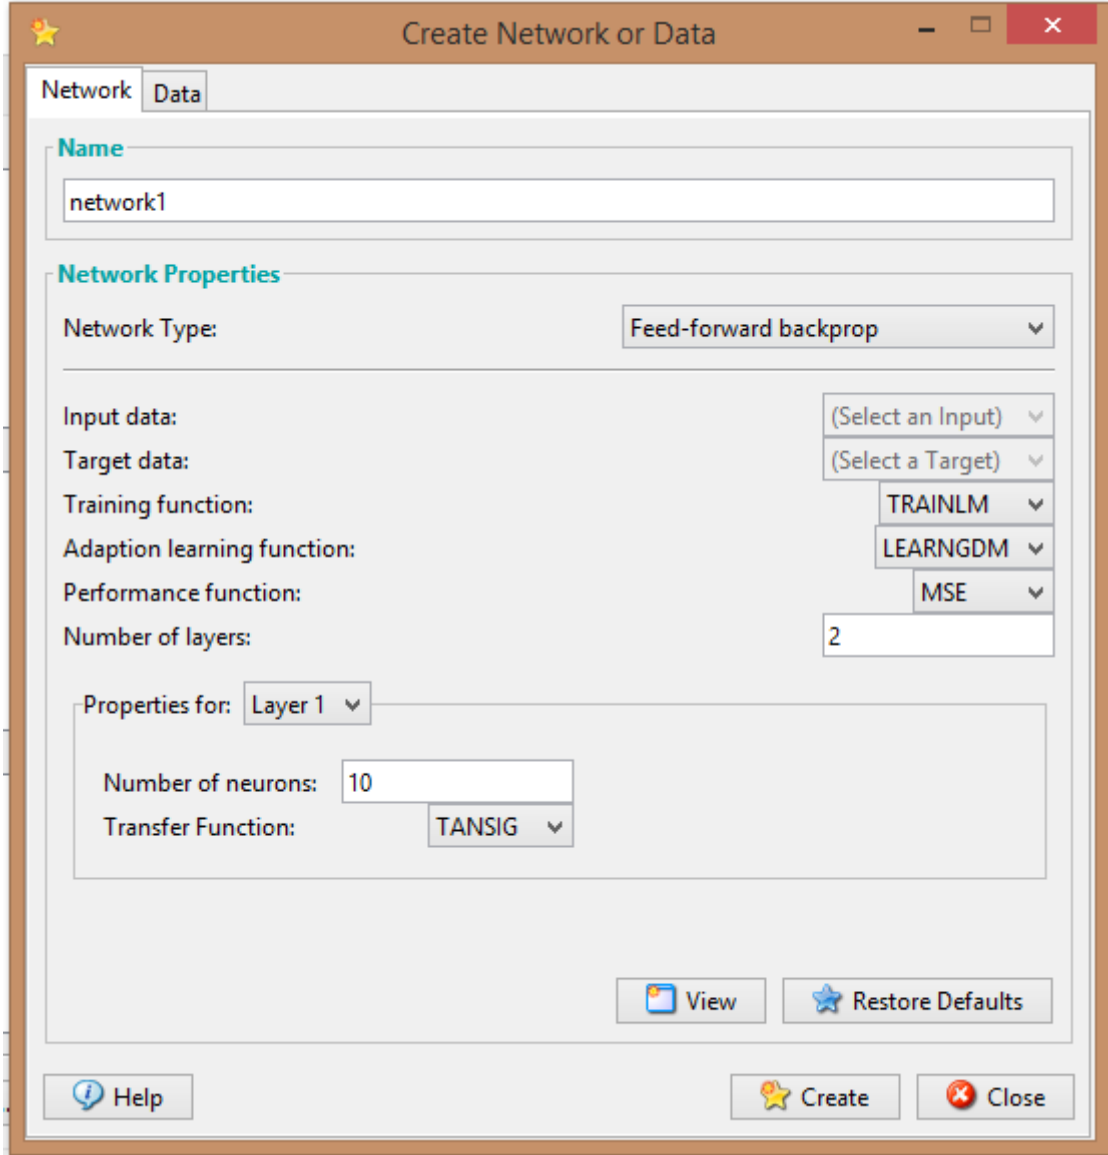 Create Network or Data
Network Data
Name
network1
Network Properties
Network Type: Feed-forward backprop
Input data: (Select an Input)
Target data: (Select a Target)
Training function: TRAINLM
Adaption learning function: LEARNGDM
Performance function: MSE
Number of layers: 2
Properties for: Layer 1
Number of neurons: 10
Transfer Function: TANSIG
View Restore Defaults
Help Create Close